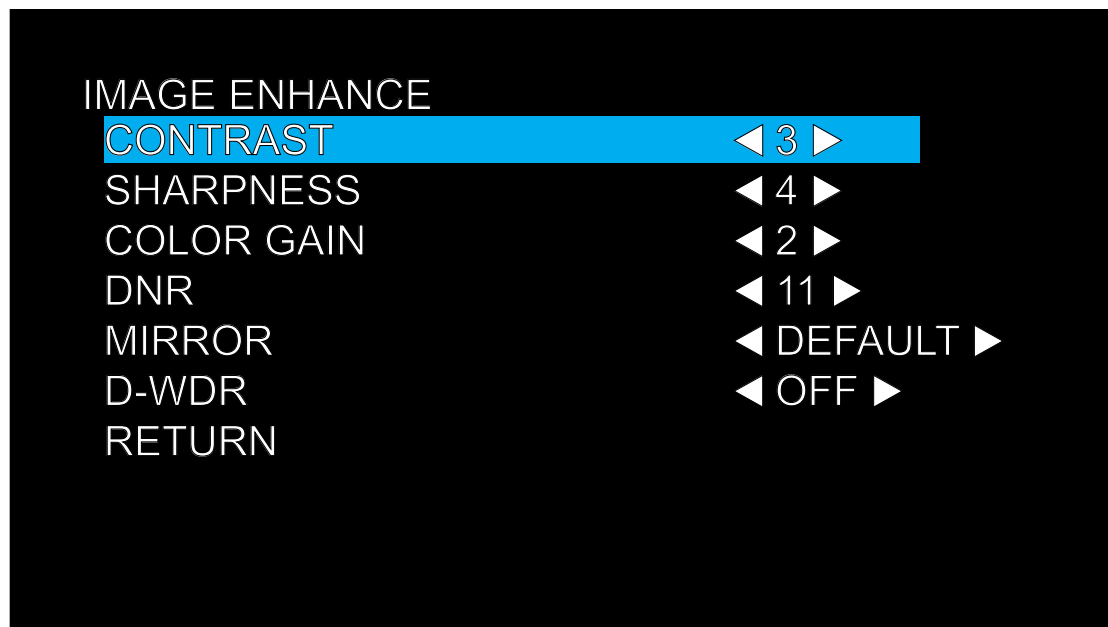 IMAGE ENHANCE
CONTRAST ◀ 3 ▶
SHARPNESS ◀ 4 ▶
COLOR GAIN ◀ 2 ▶
DNR ◀ 11 ▶
MIRROR ◀ DEFAULT ▶
D-WDR ◀ OFF ▶
RETURN